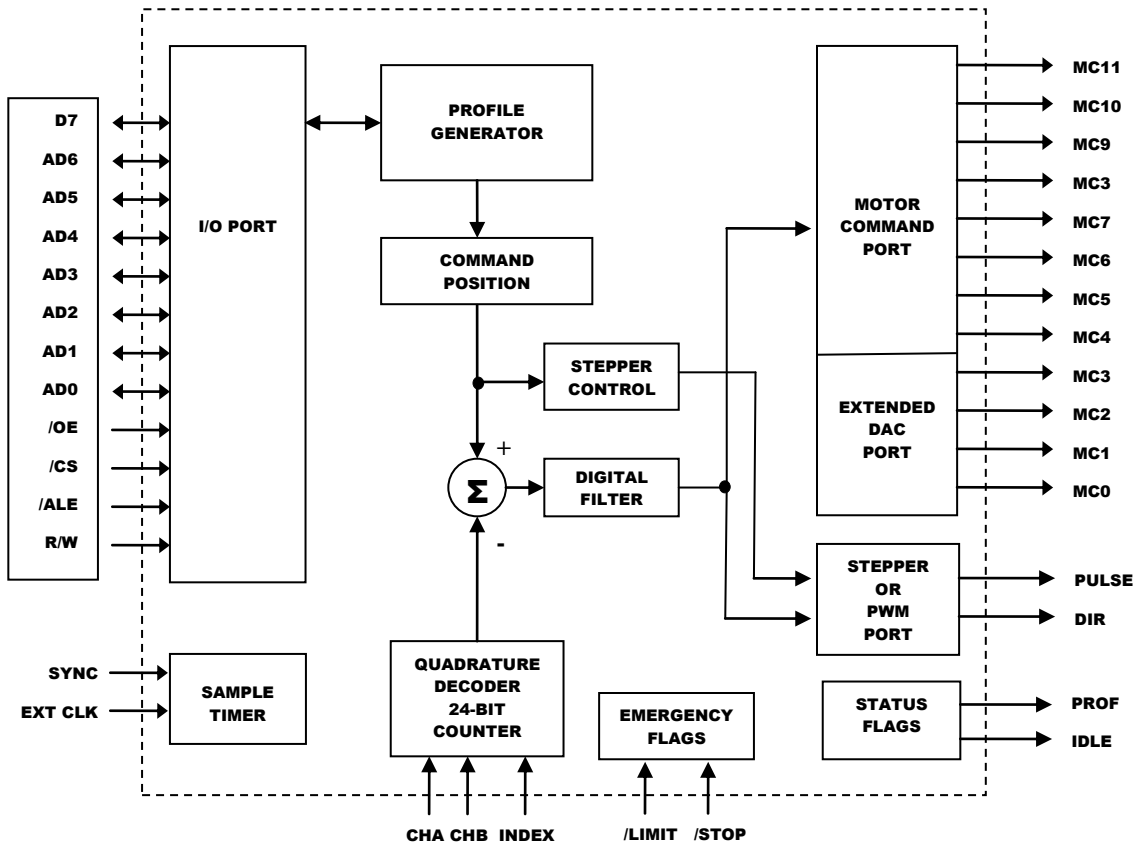 D7
AD6
AD5
AD4
AD3
AD2
AD1
AD0
/OE
/CS
/ALE
R/W
SYNC
EXT CLK
I/O PORT
SAMPLE
TIMER
PROFILE
GENERATOR
COMMAND
POSITION
STEPPER
CONTROL
+
Σ
-
DIGITAL
FILTER
QUADRATURE
DECODER
24-BIT
COUNTER
CHA CHB INDEX
EMERGENCY
FLAGS
/LIMIT /STOP
MOTOR
COMMAND
PORT
EXTENDED
DAC
PORT
STEPPER
OR
PWM
PORT
STATUS
FLAGS
MC11
MC10
MC9
MC3
MC7
MC6
MC5
MC4
MC3
MC2
MC1
MC0
PULSE
DIR
PROF
IDLE